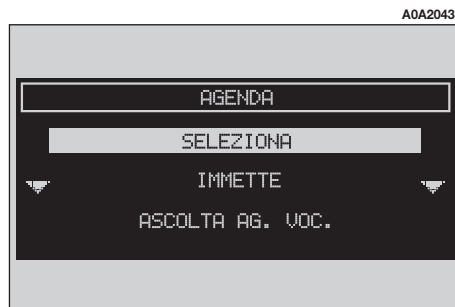 A0A2043
AGENDA
SELEZIONA
IMMETTE
ASCOLTA AG. VOC.